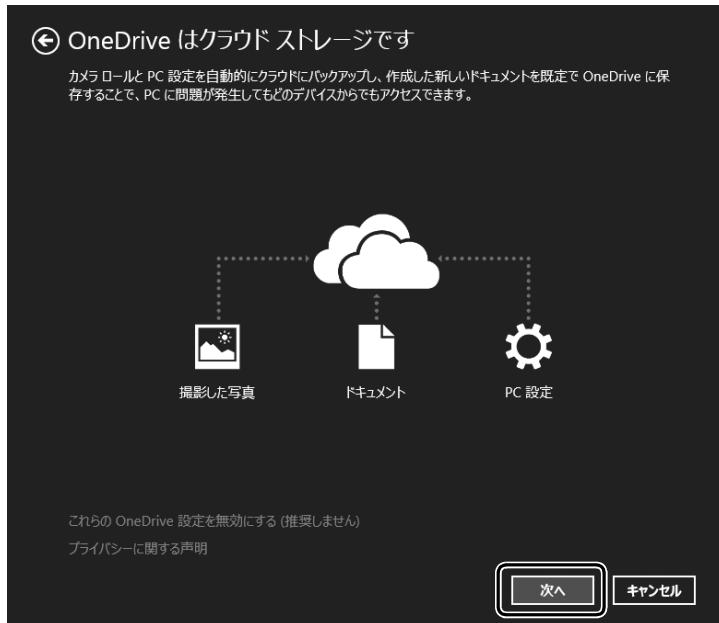 OneDrive はクラウド ストレージです
カメラ ロールと PC 設定を自動的にクラウドにバックアップし、作成した新しいドキュメントを既定で OneDrive に保
存することで、PC に問題が発生してもどのデバイスからでもアクセスできます。
撮影した写真
ドキュメント
PC 設定
これらの OneDrive 設定を無効にする (推奨しません)
プライバシーに関する声明
次へ
キャンセル